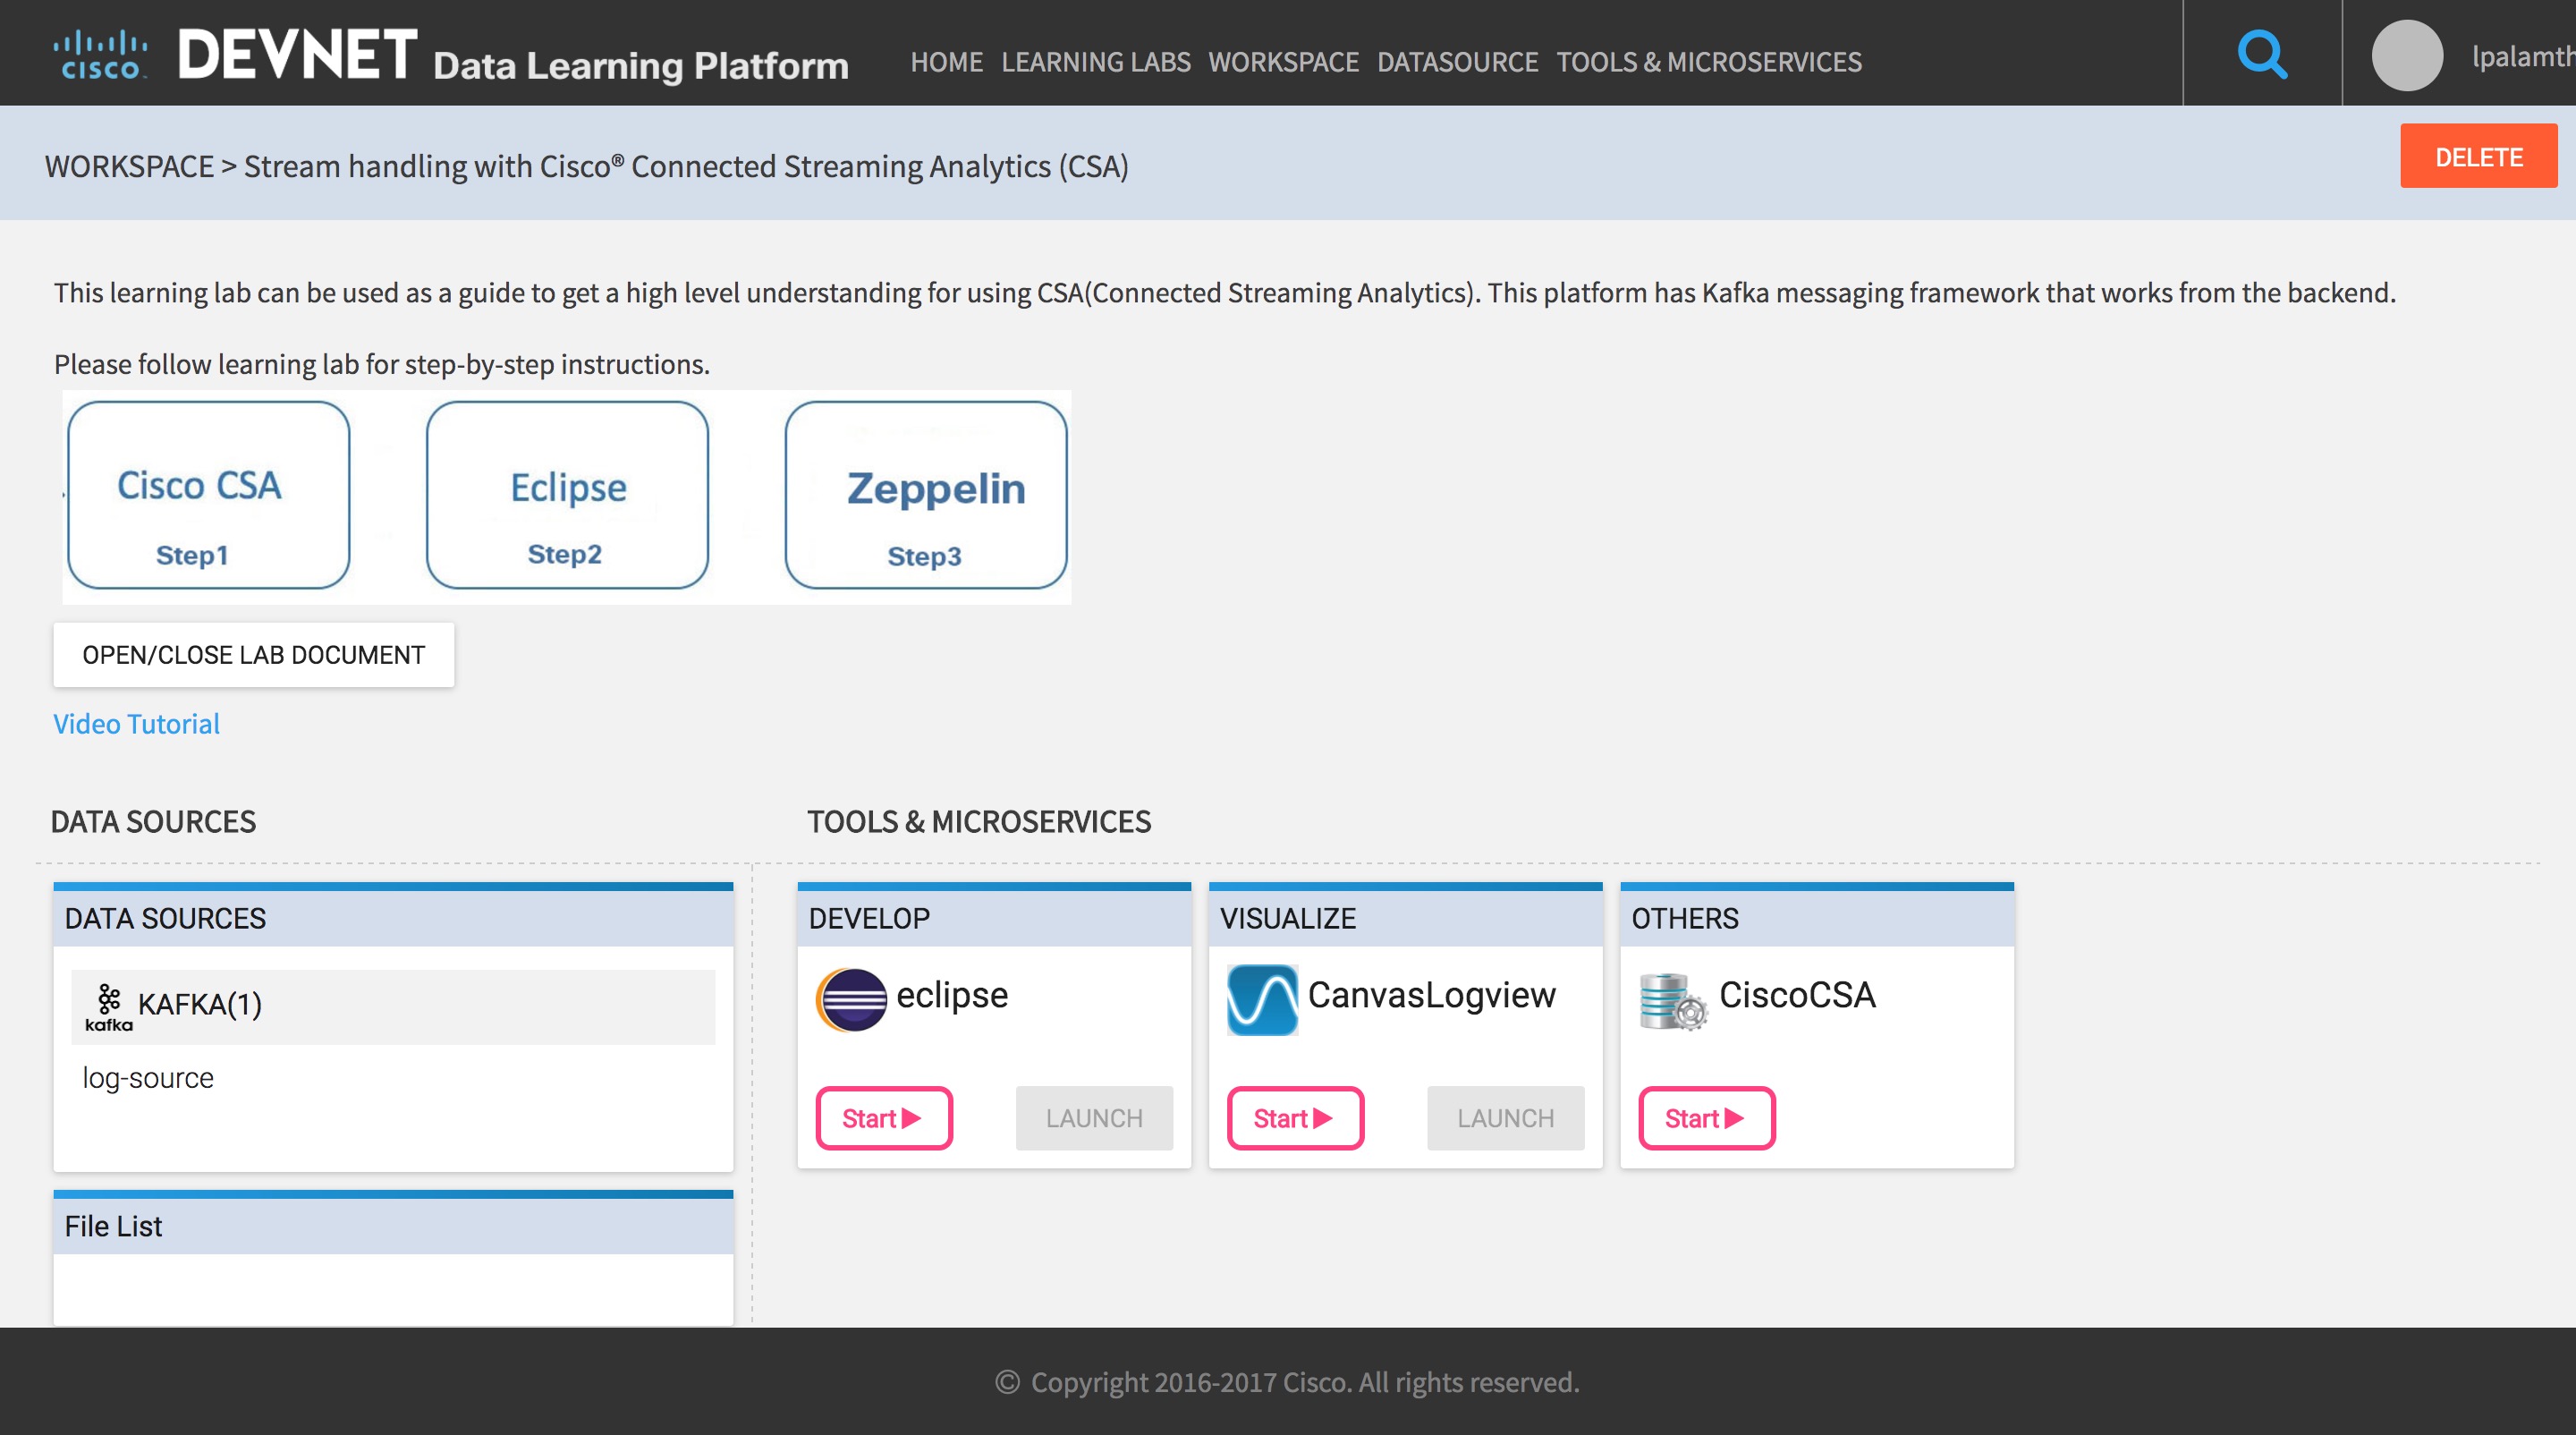 CISCO DEVNET Data Learning Platform HOME LEARNING LABS WORKSPACE DATASOURCE TOOLS & MICROSERVICES lpalamth
WORKSPACE > Stream handling with Cisco® Connected Streaming Analytics (CSA) DELETE
This learning lab can be used as a guide to get a high level understanding for using CSA(Connected Streaming Analytics). This platform has Kafka messaging framework that works from the backend.
Please follow learning lab for step-by-step instructions.
Cisco CSA Eclipse Zeppelin
Step1 Step2 Step3
OPEN/CLOSE LAB DOCUMENT
Video Tutorial
DATA SOURCES TOOLS & MICROSERVICES
DATA SOURCES
kafka KAFKA(1)
log-source
File List
DEVELOP
eclipse
Start LAUNCH
VISUALIZE
CanvasLogview
Start LAUNCH
OTHERS
CiscoCSA
Start
© Copyright 2016-2017 Cisco. All rights reserved.